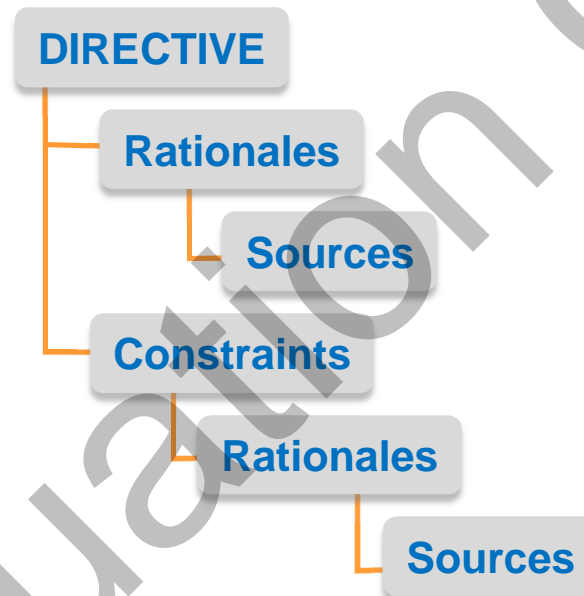 DIRECTIVE
Rationales
Sources
Constraints
Rationales
Sources